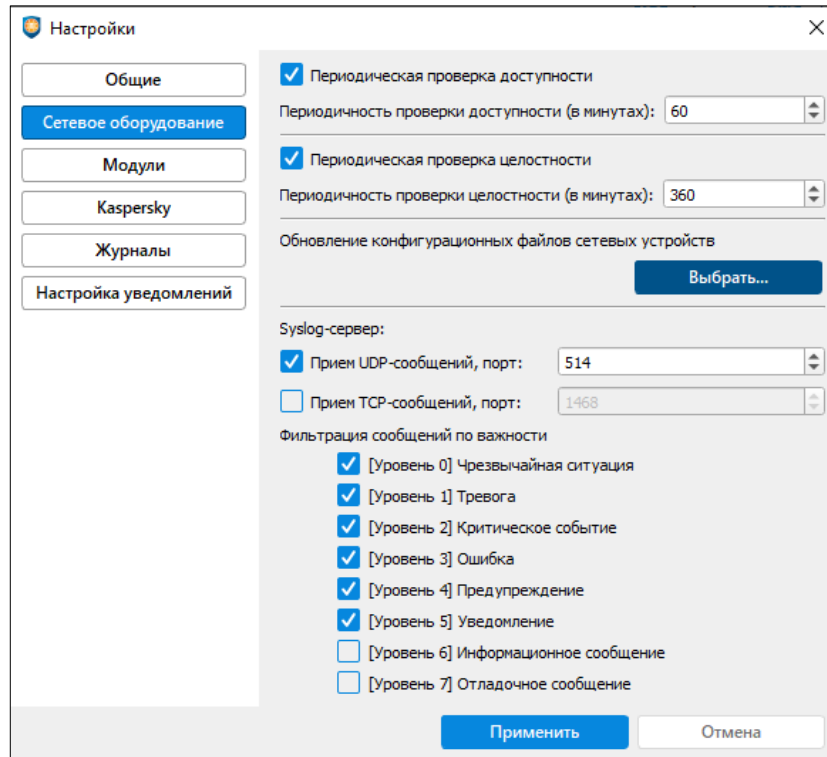 Настройки
Общие
Сетевое оборудование
Модули
Kaspersky
Журналы
Настройка уведомлений
Периодическая проверка доступности
Периодичность проверки доступности (в минутах): 60
Периодическая проверка целостности
Периодичность проверки целостности (в минутах): 360
Обновление конфигурационных файлов сетевых устройств
Выбрать...
Syslog-сервер:
Прием UDP-сообщений, порт: 514
Прием TCP-сообщений, порт: 1468
Фильтрация сообщений по важности
[Уровень 0] Чрезвычайная ситуация
[Уровень 1] Тревога
[Уровень 2] Критическое событие
[Уровень 3] Ошибка
[Уровень 4] Предупреждение
[Уровень 5] Уведомление
[Уровень 6] Информационное сообщение
[Уровень 7] Отладочное сообщение
Применить
Отмена